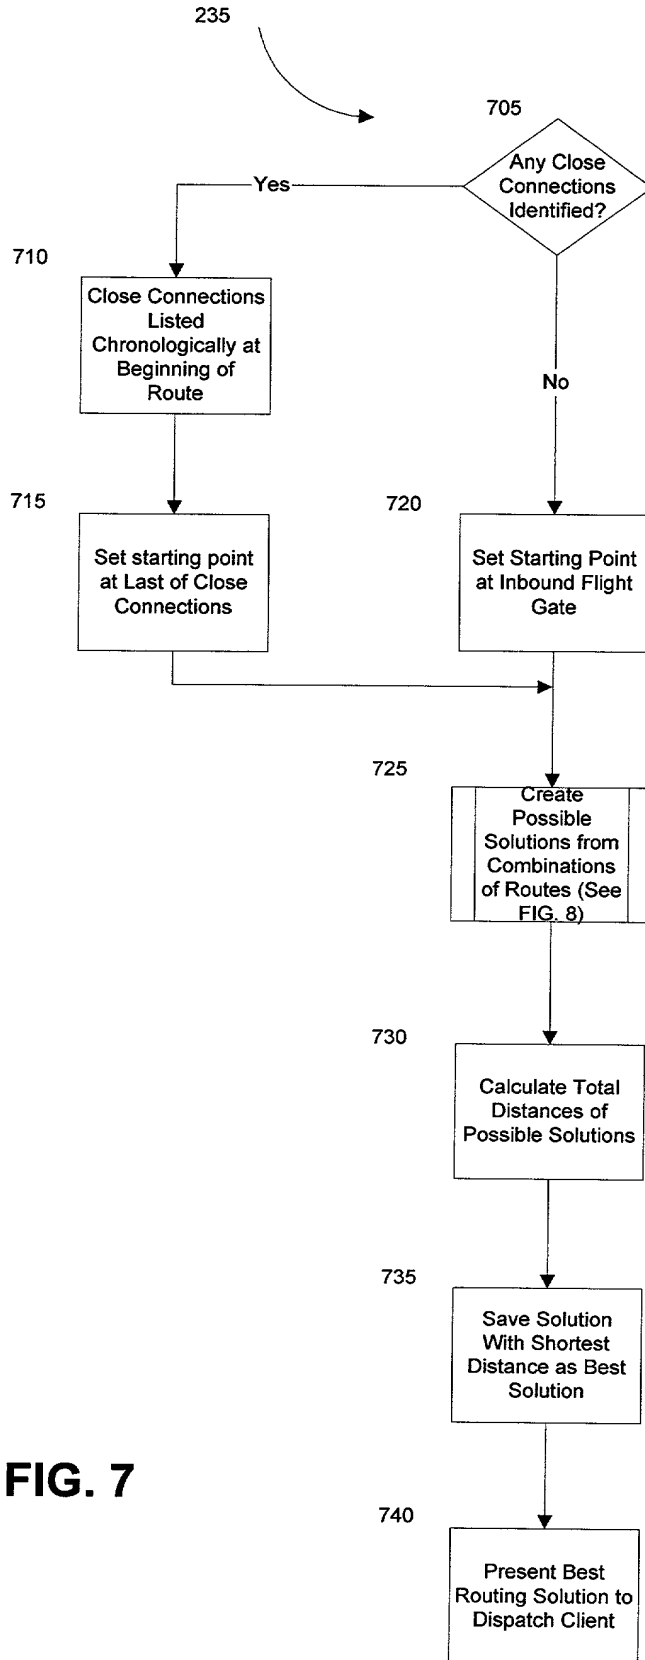 235
705
Any Close
Connections
Identified?
Yes
710
Close Connections
Listed
Chronologically at
Beginning of
Route
No
715
Set starting point
at Last of Close
Connections
720
Set Starting Point
at Inbound Flight
Gate
725
Create
Possible
Solutions from
Combinations
of Routes (See
FIG. 8)
730
Calculate Total
Distances of
Possible Solutions
735
Save Solution
With Shortest
Distance as Best
Solution
FIG. 7
740
Present Best
Routing Solution to
Dispatch Client